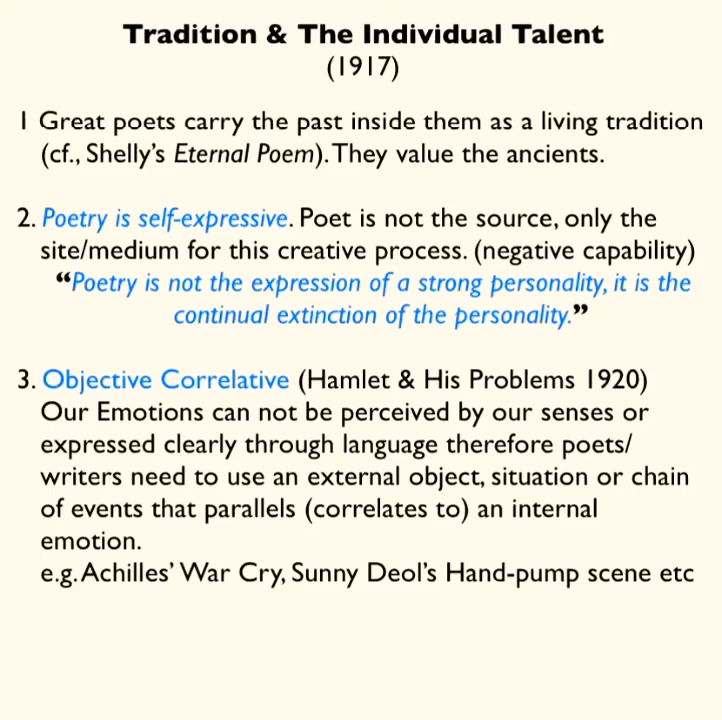 Tradition & The Individual Talent
(1917)
1 Great poets carry the past inside them as a living tradition
(cf., Shelly's Eternal Poem). They value the ancients.
2. Poetry is self-expressive. Poet is not the source, only the
site/medium for this creative process. (negative capability)
“Poetry is not the expression of a strong personality, it is the
continual extinction of the personality.”
3. Objective Correlative (Hamlet & His Problems 1920)
Our Emotions can not be perceived by our senses or
expressed clearly through language therefore poets/
writers need to use an external object, situation or chain
of events that parallels (correlates to) an internal
emotion.
e.g. Achilles' War Cry, Sunny Deol's Hand-pump scene etc